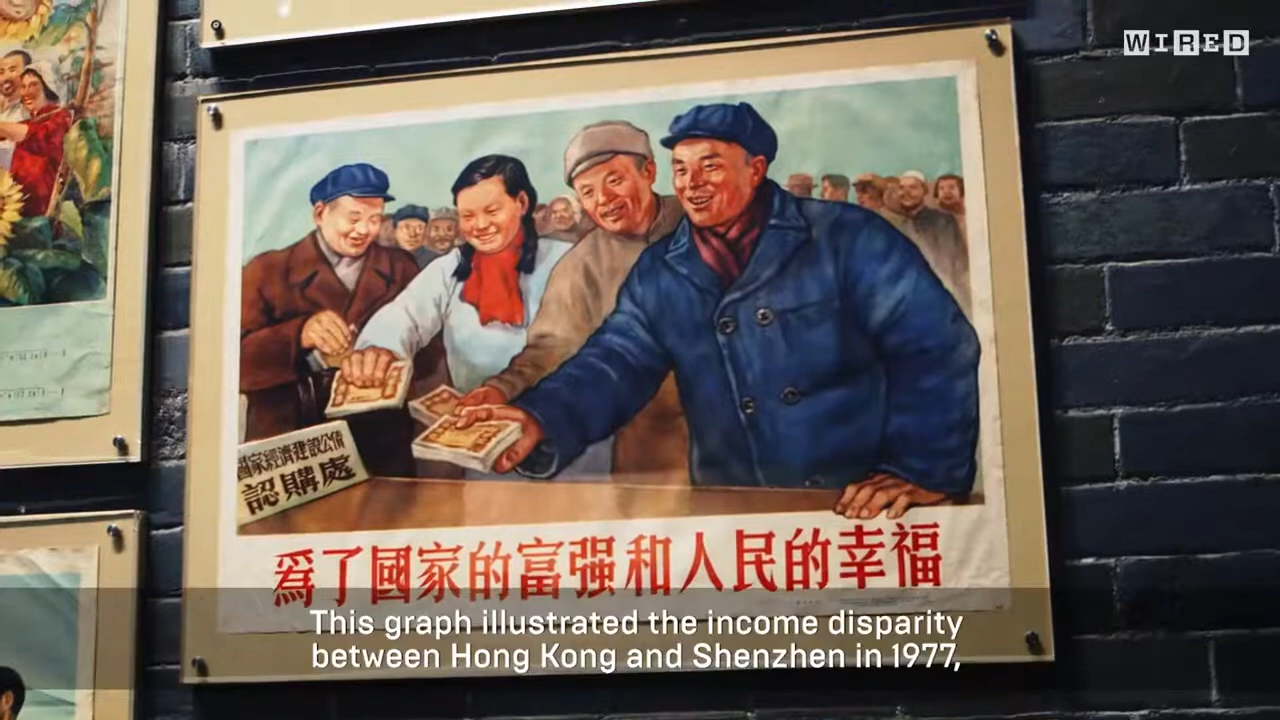 WIRED
國家經濟建設公債
認購處
爲了國家的富强和人民的幸福
This graph illustrated the income disparity
between Hong Kong and Shenzhen in 1977,